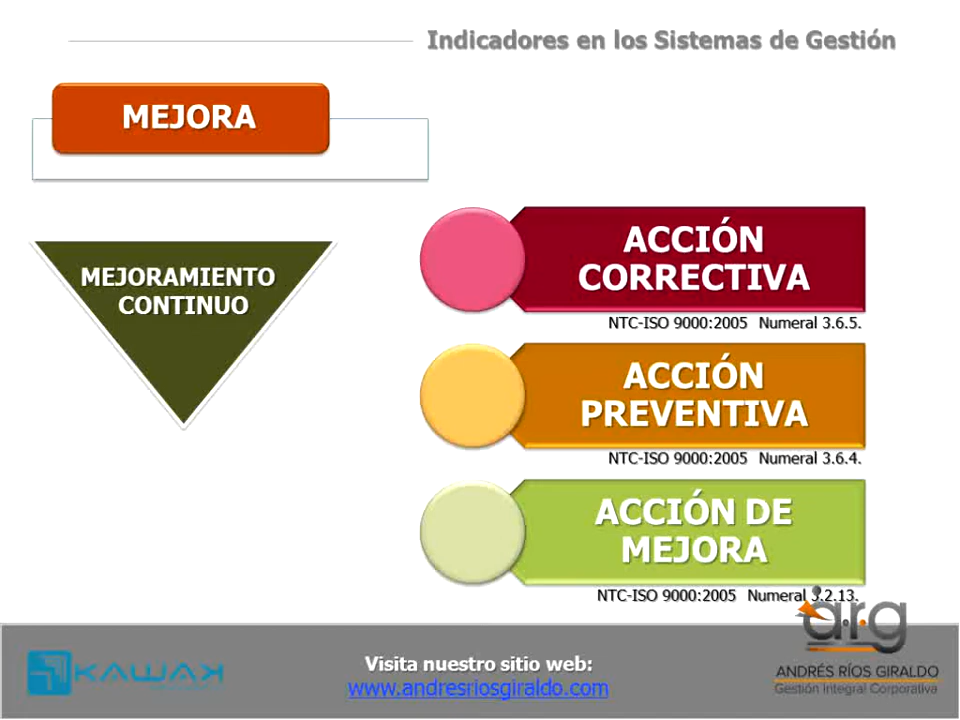 Indicadores en los Sistemas de Gestión
MEJORA
MEJORAMIENTO
CONTINUO
ACCIÓN
CORRECTIVA
NTC-ISO 9000:2005 Numeral 3.6.5.
ACCIÓN
PREVENTIVA
NTC-ISO 9000:2005 Numeral 3.6.4.
ACCIÓN DE
MEJORA
NTC-ISO 9000:2005 Numeral 3.2.13.
KAWAK
Visita nuestro sitio web:
www.andresriosgiraldo.com
a.r.g
ANDRÉS RÍOS GIRALDO
Gestión Integral Corporativa